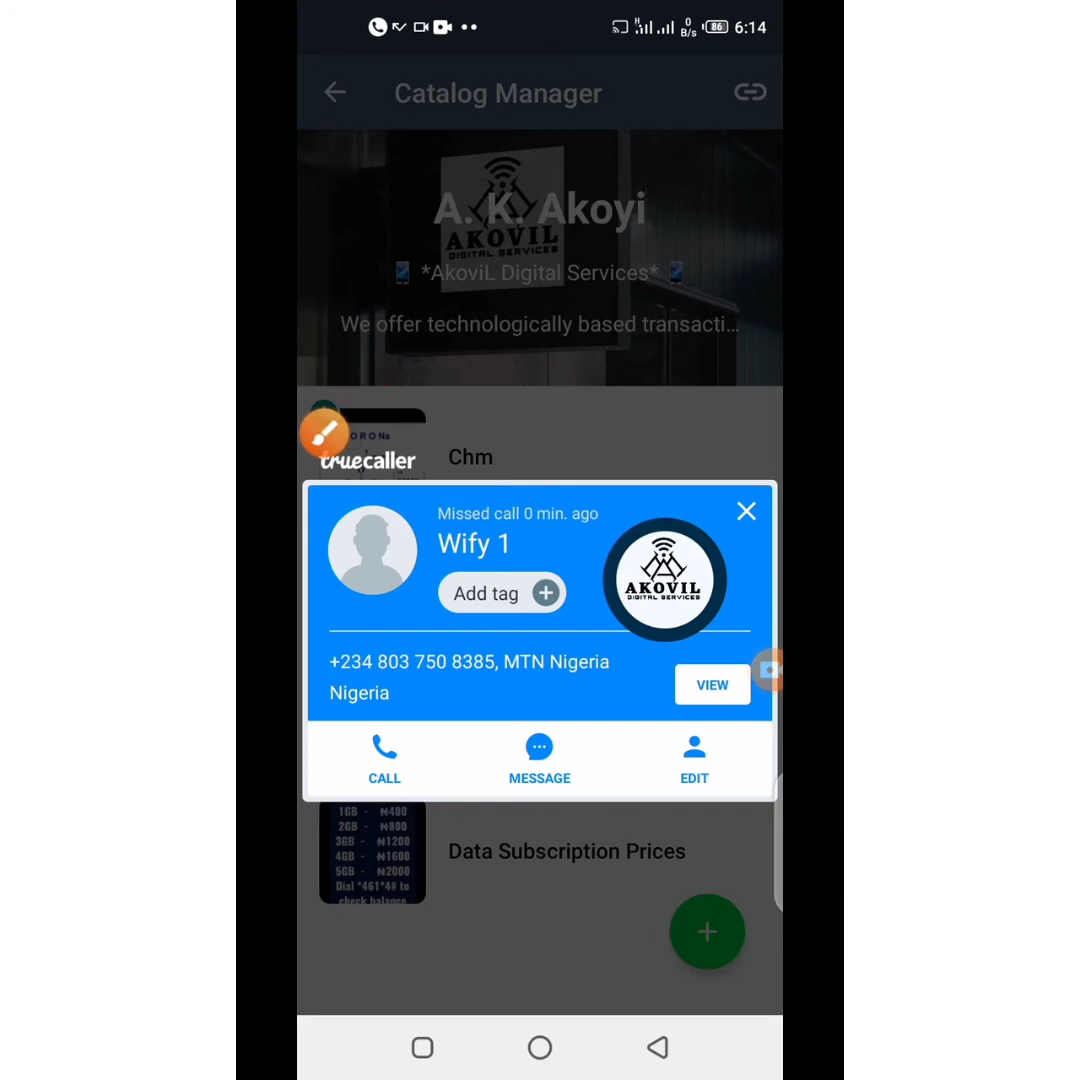 0
B/s
86
6:14
Catalog Manager
A. K. Akoyi
AKOVIL
DIGITAL SERVICES
*AkoviL Digital Services*
We offer technologically based transacti...
O R O Na
truecaller
Chm
Missed call 0 min. ago
Wify 1
Add tag
AKOVIL
DIGITAL SERVICES
+234 803 750 8385, MTN Nigeria
Nigeria
VIEW
CALL
MESSAGE
EDIT
1GB - ₦400
2GB - ₦800
3GB - ₦1200
4GB - ₦1600
5GB - ₦2000
Dial *461*4# to
check balance
Data Subscription Prices